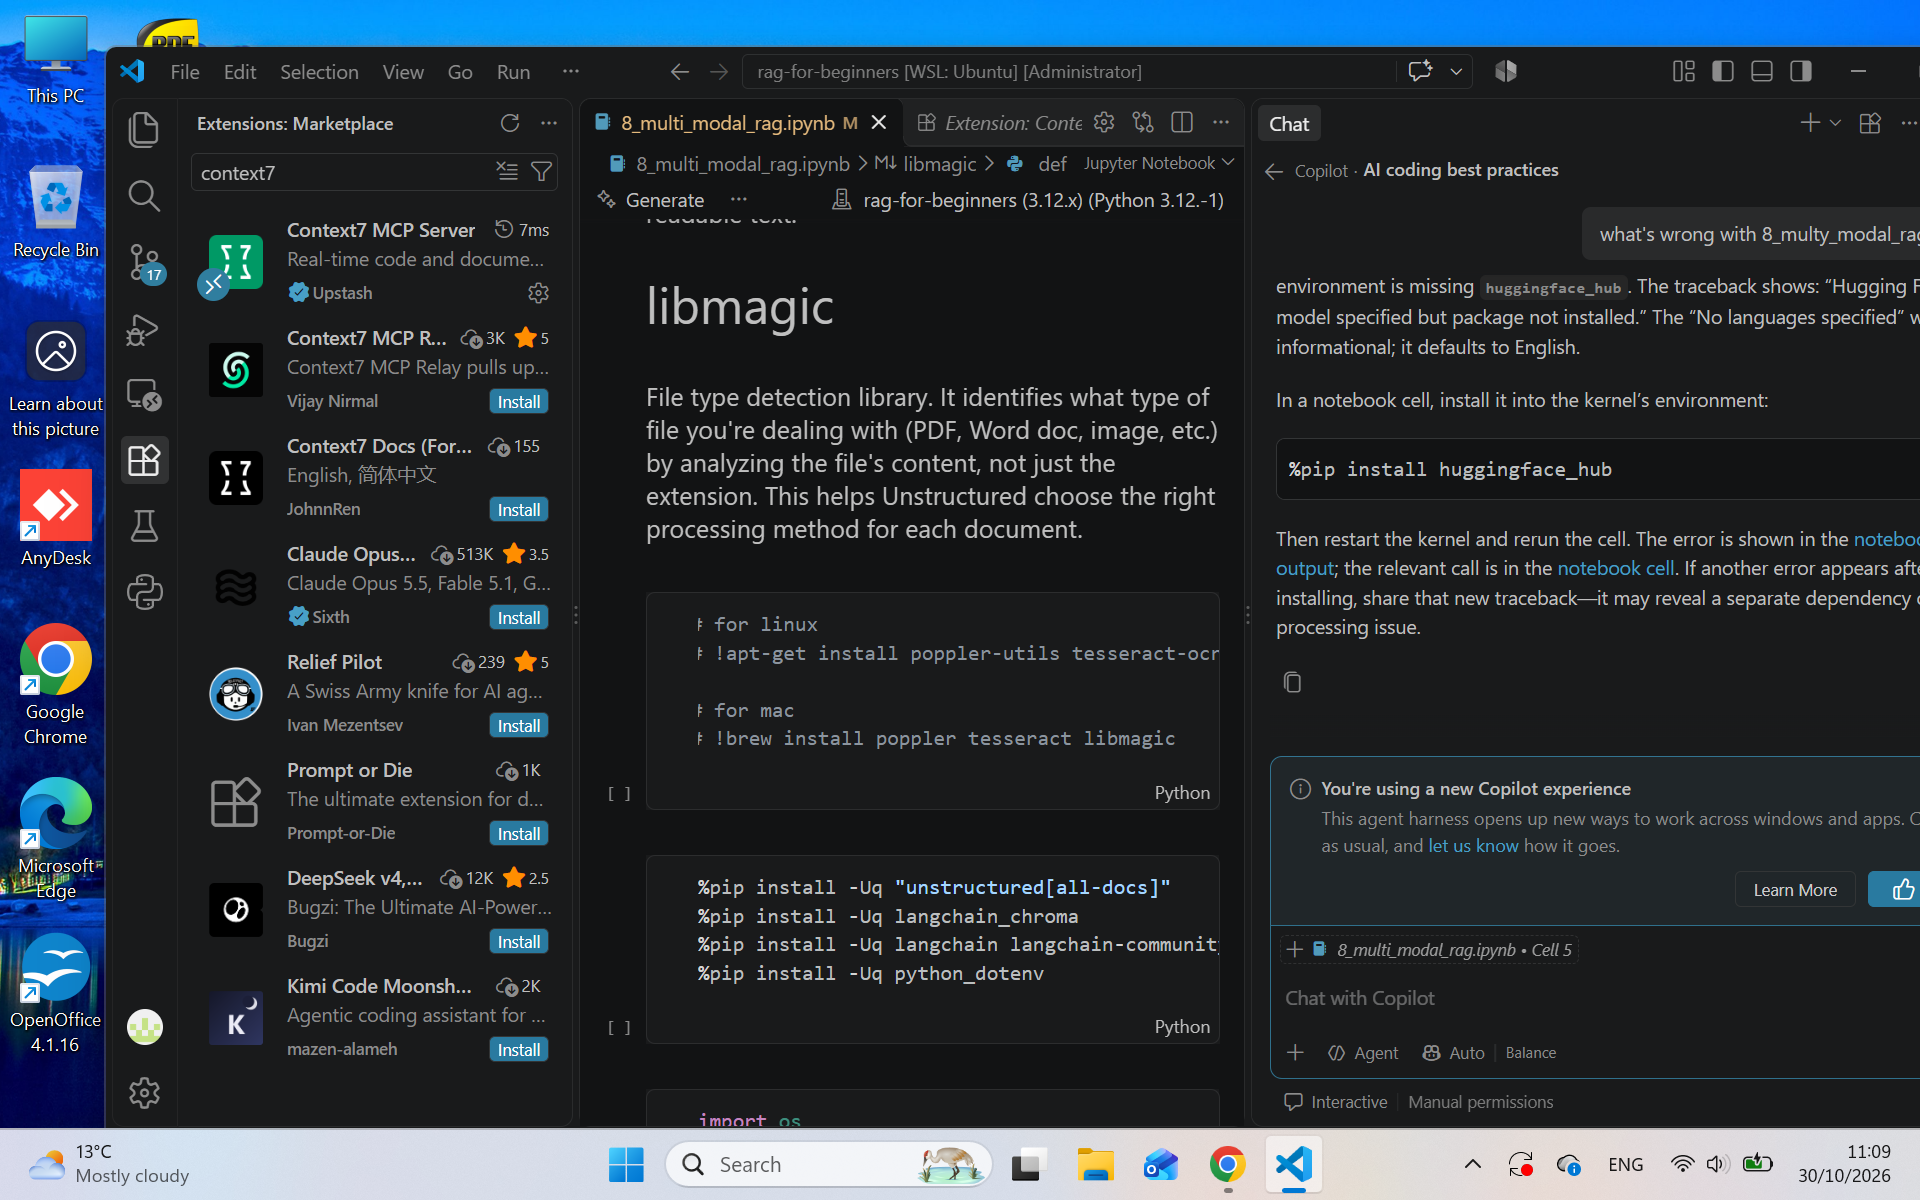 This PC
Recycle Bin
Learn about
this picture
AnyDesk
Google
Chrome
Microsoft
Edge
OpenOffice
4.1.16
PDF
File Edit Selection View Go Run ···
rag-for-beginners [WSL: Ubuntu] [Administrator]
17
Extensions: Marketplace
context7
Context7 MCP Server 7ms
Real-time code and docume...
Upstash
Context7 MCP R... 3K 5
Context7 MCP Relay pulls up...
Vijay Nirmal Install
Context7 Docs (For... 155
English, 简体中文
JohnnRen Install
Claude Opus... 513K 3.5
Claude Opus 5.5, Fable 5.1, G...
Sixth Install
Relief Pilot 239 5
A Swiss Army knife for AI ag...
Ivan Mezentsev Install
Prompt or Die 1K
The ultimate extension for d...
Prompt-or-Die Install
DeepSeek v4,... 12K 2.5
Bugzi: The Ultimate AI-Power...
Bugzi Install
Kimi Code Moonsh... 2K
Agentic coding assistant for ...
mazen-alameh Install
8_multi_modal_rag.ipynb M Extension: Conte
8_multi_modal_rag.ipynb > M↓ libmagic > def Jupyter Notebook
Generate ··· rag-for-beginners (3.12.x) (Python 3.12.-1)
readable text.
libmagic
File type detection library. It identifies what type of
file you're dealing with (PDF, Word doc, image, etc.)
by analyzing the file's content, not just the
extension. This helps Unstructured choose the right
processing method for each document.
# for linux
# !apt-get install poppler-utils tesseract-ocr
# for mac
# !brew install poppler tesseract libmagic
[ ] Python
%pip install -Uq "unstructured[all-docs]"
%pip install -Uq langchain_chroma
%pip install -Uq langchain langchain-communit
%pip install -Uq python_dotenv
[ ] Python
import os
Chat
Copilot · AI coding best practices
what's wrong with 8_multy_modal_rag
environment is missing huggingface_hub. The traceback shows: “Hugging F
model specified but package not installed.” The “No languages specified” w
informational; it defaults to English.
In a notebook cell, install it into the kernel’s environment:
%pip install huggingface_hub
Then restart the kernel and rerun the cell. The error is shown in the noteboo
output; the relevant call is in the notebook cell. If another error appears afte
installing, share that new traceback—it may reveal a separate dependency o
processing issue.
You're using a new Copilot experience
This agent harness opens up new ways to work across windows and apps. C
as usual, and let us know how it goes.
Learn More
8_multi_modal_rag.ipynb • Cell 5
Chat with Copilot
Agent Auto Balance
Interactive Manual permissions
13°C
Mostly cloudy
Search
ENG
11:09
30/10/2026